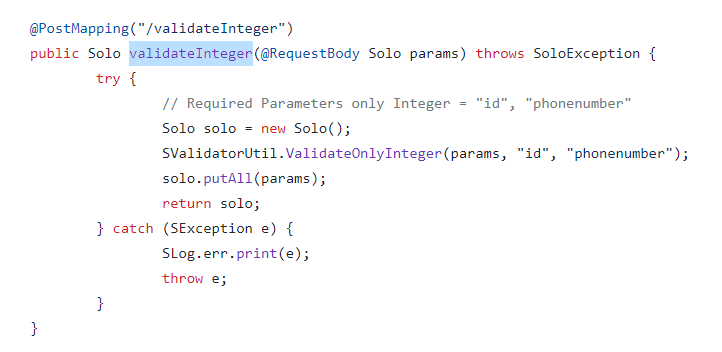 @PostMapping("/validateInteger")
public Solo validateInteger(@RequestBody Solo params) throws SoloException {
try {
// Required Parameters only Integer = "id", "phonenumber"
Solo solo = new Solo();
SValidatorUtil.ValidateOnlyInteger(params, "id", "phonenumber");
solo.putAll(params);
return solo;
} catch (SException e) {
SLog.err.print(e);
throw e;
}
}